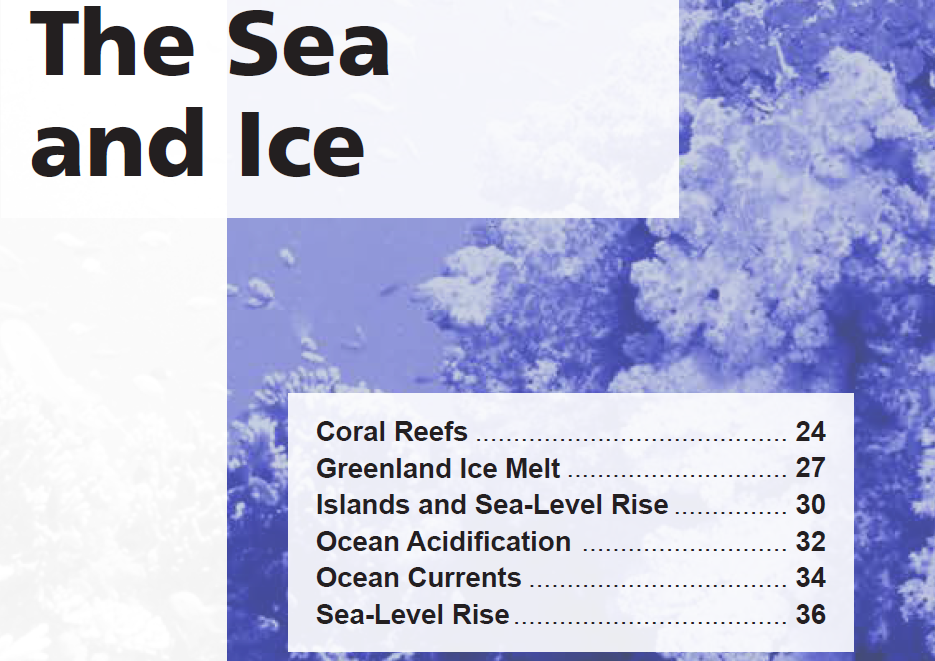 The Sea
and Ice
Coral Reefs ......................................... 24
Greenland Ice Melt ............................. 27
Islands and Sea-Level Rise ............... 30
Ocean Acidification ........................... 32
Ocean Currents .................................. 34
Sea-Level Rise .................................... 36